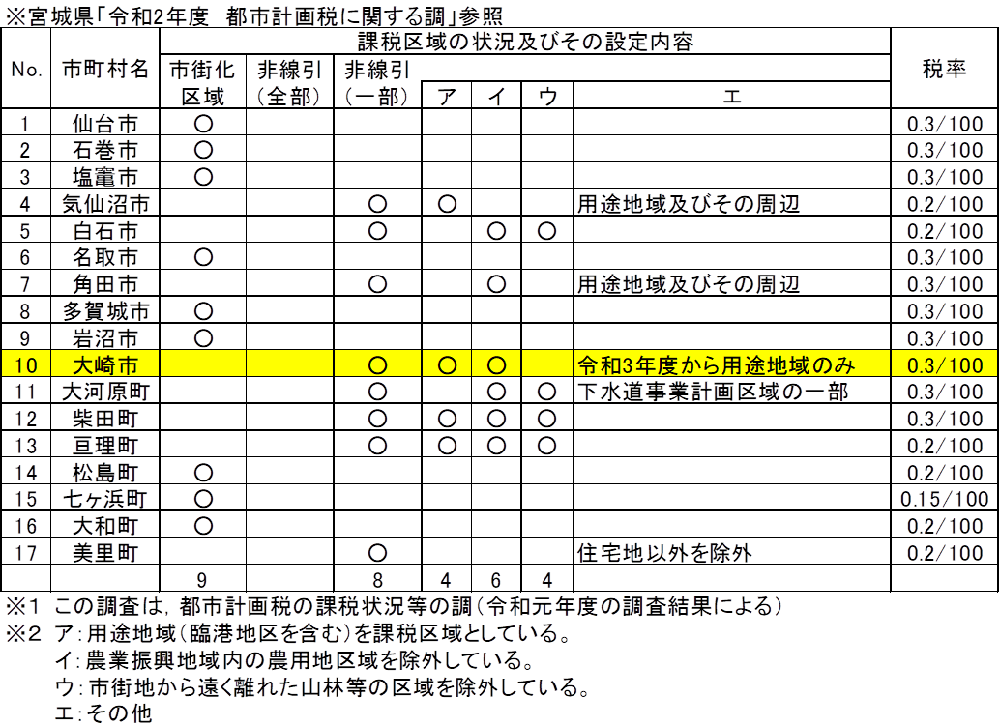 ※宮城県「令和2年度 都市計画税に関する調」参照
No. 市町村名 課税区域の状況及びその設定内容 税率
市街化区域 非線引(全部) 非線引(一部) ア イ ウ エ
1 仙台市 ○ 0.3/100
2 石巻市 ○ 0.3/100
3 塩竈市 ○ 0.3/100
4 気仙沼市 ○ ○ 用途地域及びその周辺 0.2/100
5 白石市 ○ ○ ○ 0.2/100
6 名取市 ○ 0.3/100
7 角田市 ○ ○ 用途地域及びその周辺 0.3/100
8 多賀城市 ○ 0.3/100
9 岩沼市 ○ 0.3/100
10 大崎市 ○ ○ ○ 令和3年度から用途地域のみ 0.3/100
11 大河原町 ○ ○ ○ 下水道事業計画区域の一部 0.3/100
12 柴田町 ○ ○ ○ ○ 0.3/100
13 亘理町 ○ ○ ○ ○ 0.2/100
14 松島町 ○ 0.2/100
15 七ヶ浜町 ○ 0.15/100
16 大和町 ○ 0.2/100
17 美里町 ○ 住宅地以外を除外 0.2/100
9 8 4 6 4
※1 この調査は,都市計画税の課税状況等の調(令和元年度の調査結果による)
※2 ア:用途地域(臨港地区を含む)を課税区域としている。
イ:農業振興地域内の農用地区域を除外している。
ウ:市街地から遠く離れた山林等の区域を除外している。
エ:その他